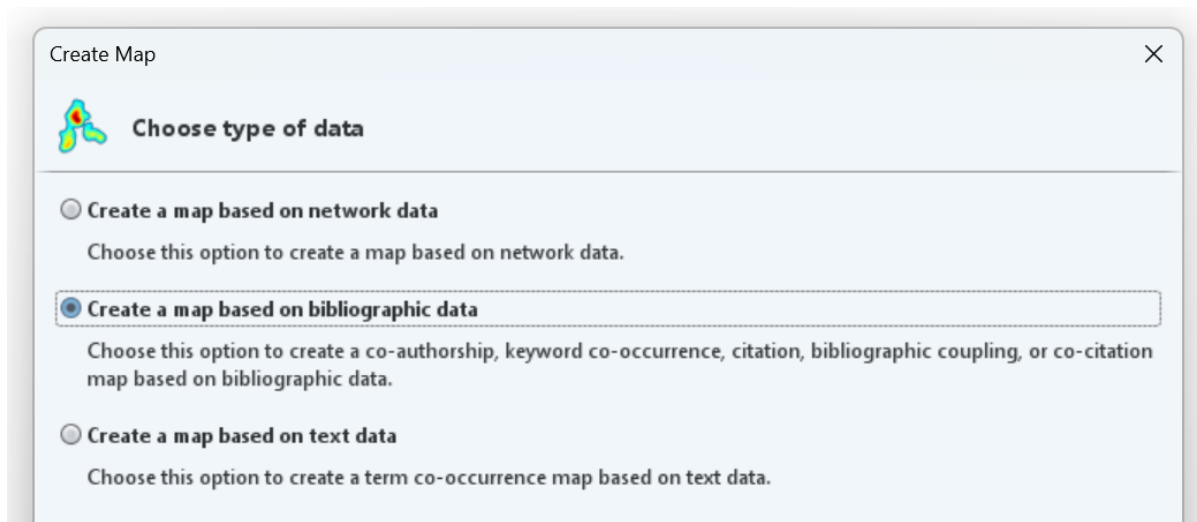 Create Map
Choose type of data
Create a map based on network data
Choose this option to create a map based on network data.
Create a map based on bibliographic data
Choose this option to create a co-authorship, keyword co-occurrence, citation, bibliographic coupling, or co-citation
map based on bibliographic data.
Create a map based on text data
Choose this option to create a term co-occurrence map based on text data.